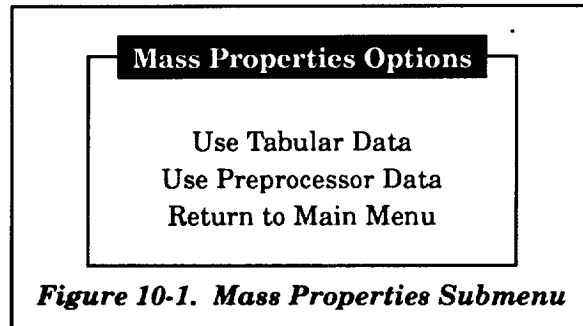 Mass Properties Options
Use Tabular Data
Use Preprocessor Data
Return to Main Menu
Figure 10-1. Mass Properties Submenu